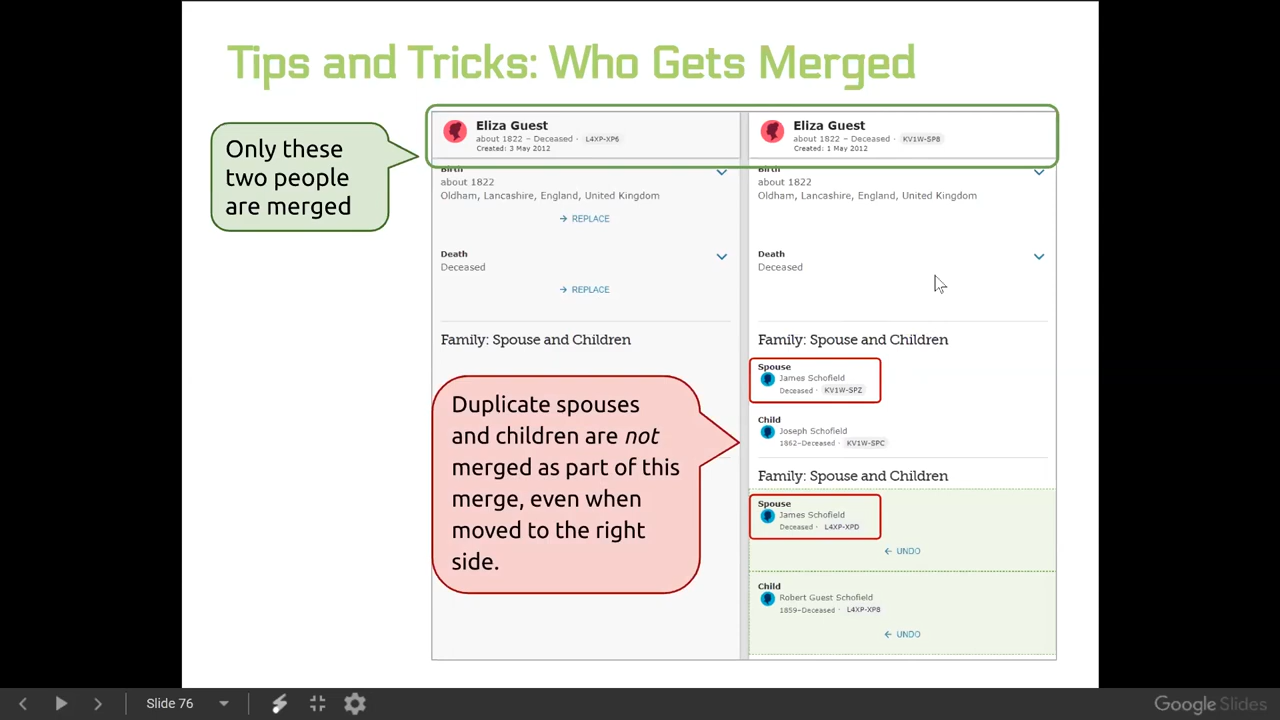 Tips and Tricks: Who Gets Merged
Only these
two people
are merged
Eliza Guest
about 1822 – Deceased · L4XP-XP6
Created: 3 May 2012
Birth
about 1822
Oldham, Lancashire, England, United Kingdom
→ REPLACE
Death
Deceased
→ REPLACE
Family: Spouse and Children
Duplicate spouses
and children are not
merged as part of this
merge, even when
moved to the right
side.
Eliza Guest
about 1822 – Deceased · KV1W-SP8
Created: 1 May 2012
Birth
about 1822
Oldham, Lancashire, England, United Kingdom
Death
Deceased
Family: Spouse and Children
Spouse
James Schofield
Deceased · KV1W-SPZ
Child
Joseph Schofield
1862–Deceased · KV1W-SPC
Family: Spouse and Children
Spouse
James Schofield
Deceased · L4XP-XPD
← UNDO
Child
Robert Guest Schofield
1859–Deceased · L4XP-XP8
← UNDO
Slide 76
Google Slides